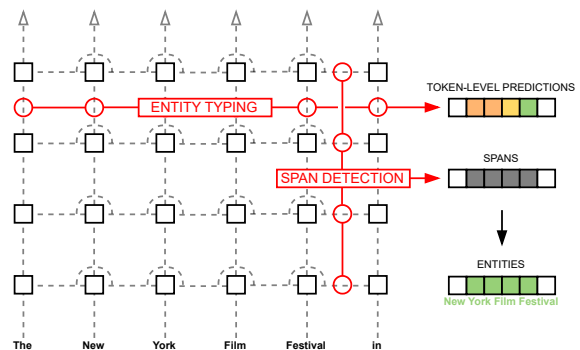 TOKEN-LEVEL PREDICTIONS
ENTITY TYPING
SPANS
SPAN DETECTION
ENTITIES
New York Film Festival
The New York Film Festival in